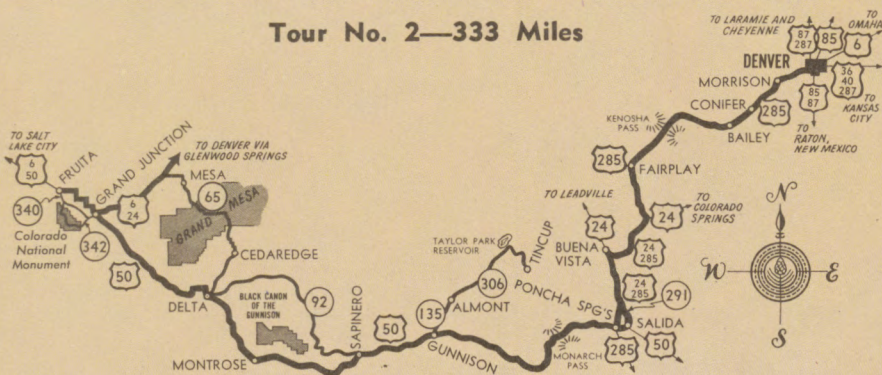 Tour No. 2—333 Miles
TO LARAMIE AND
CHEYENNE
87
287
85
TO
OMAHA
6
DENVER
36
40
287
TO
KANSAS
CITY
85
87
TO
RATON,
NEW MEXICO
MORRISON
CONIFER
285
BAILEY
KENOSHA
PASS
285
FAIRPLAY
TO LEADVILLE
24
24
TO
COLORADO
SPRINGS
BUENA
VISTA
24
285
24
285
291
PONCHA SPG'S
SALIDA
285
50
MONARCH
PASS
TAYLOR PARK
RESERVOIR
TINCUP
306
ALMONT
135
GUNNISON
50
SAPINERO
92
BLACK CANON
OF THE
GUNNISON
MONTROSE
DELTA
CEDAREDGE
GRAND MESA
65
MESA
TO DENVER VIA
GLENWOOD SPRINGS
6
24
GRAND JUNCTION
FRUITA
TO SALT
LAKE CITY
6
50
340
Colorado
National
Monument
342
50
N
W
E
S